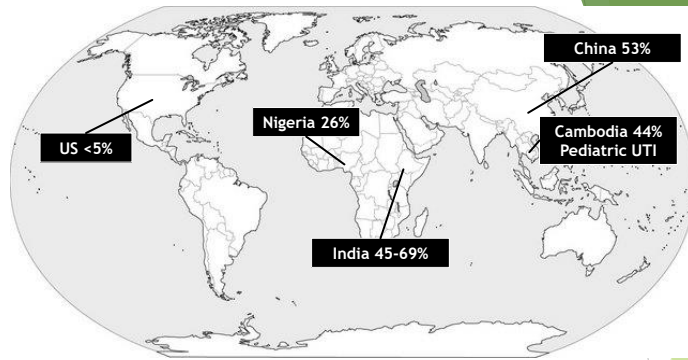 China 53%
Nigeria 26%
Cambodia 44%
Pediatric UTI
US <5%
India 45-69%